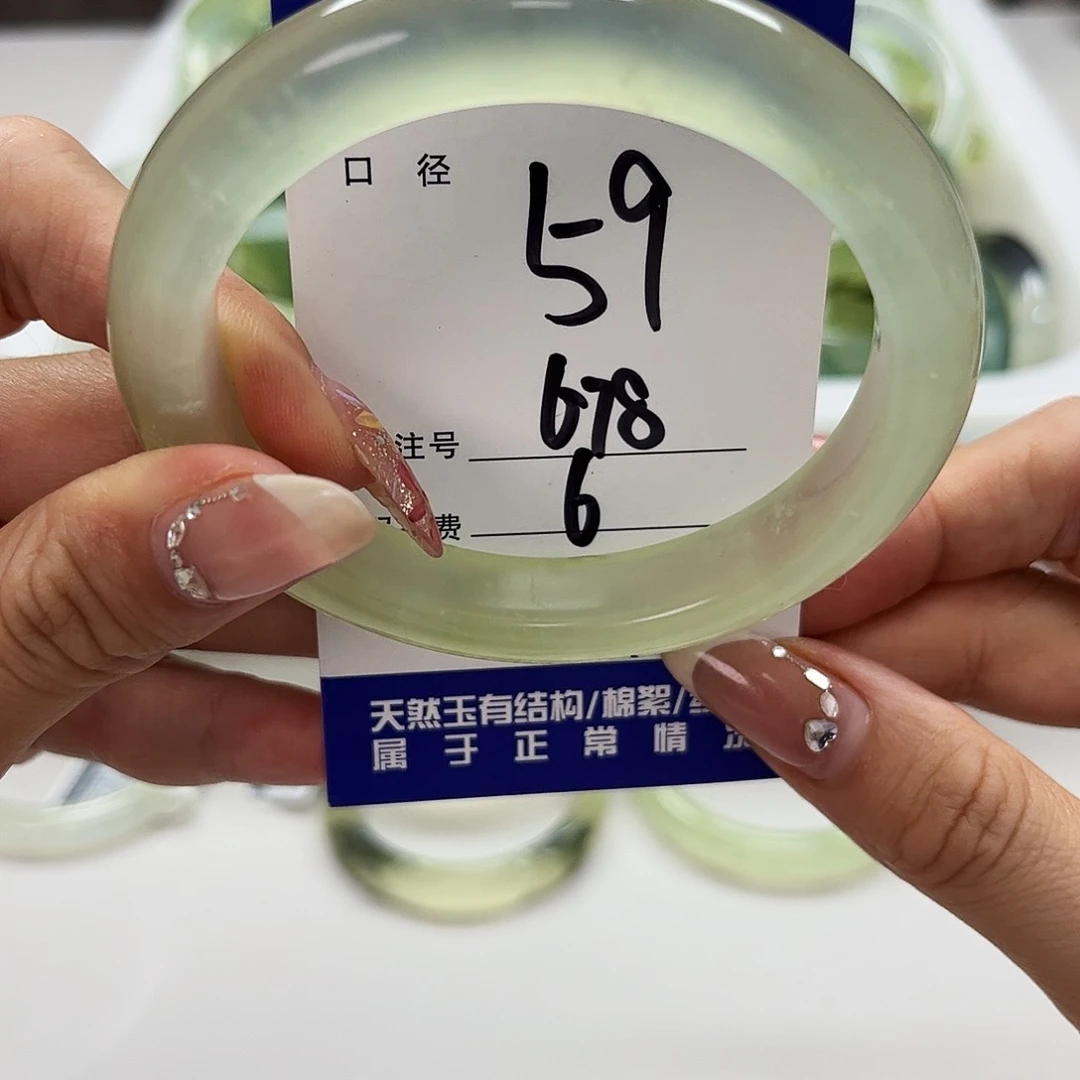 口 径 59
注号 678
费 6
天然玉有结构/棉絮/
属 于 正 常 情